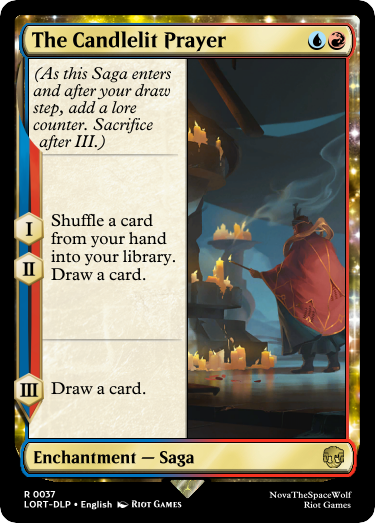 The Candlelit Prayer
(As this Saga enters
and after your draw
step, add a lore
counter. Sacrifice
after III.)
I
II
Shuffle a card
from your hand
into your library.
Draw a card.
III
Draw a card.
Enchantment — Saga
R 0037
LORT-DLP • English Riot Games
NovaTheSpaceWolf
Riot Games